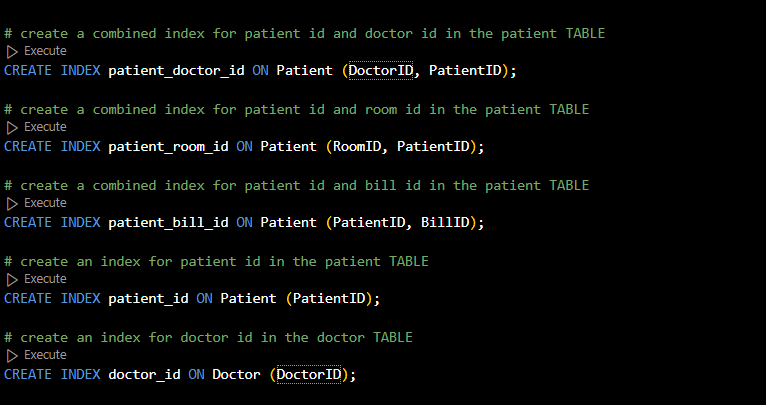 # create a combined index for patient id and doctor id in the patient TABLE
Execute
CREATE INDEX patient_doctor_id ON Patient (DoctorID, PatientID);
# create a combined index for patient id and room id in the patient TABLE
Execute
CREATE INDEX patient_room_id ON Patient (RoomID, PatientID);
# create a combined index for patient id and bill id in the patient TABLE
Execute
CREATE INDEX patient_bill_id ON Patient (PatientID, BillID);
# create an index for patient id in the patient TABLE
Execute
CREATE INDEX patient_id ON Patient (PatientID);
# create an index for doctor id in the doctor TABLE
Execute
CREATE INDEX doctor_id ON Doctor (DoctorID);